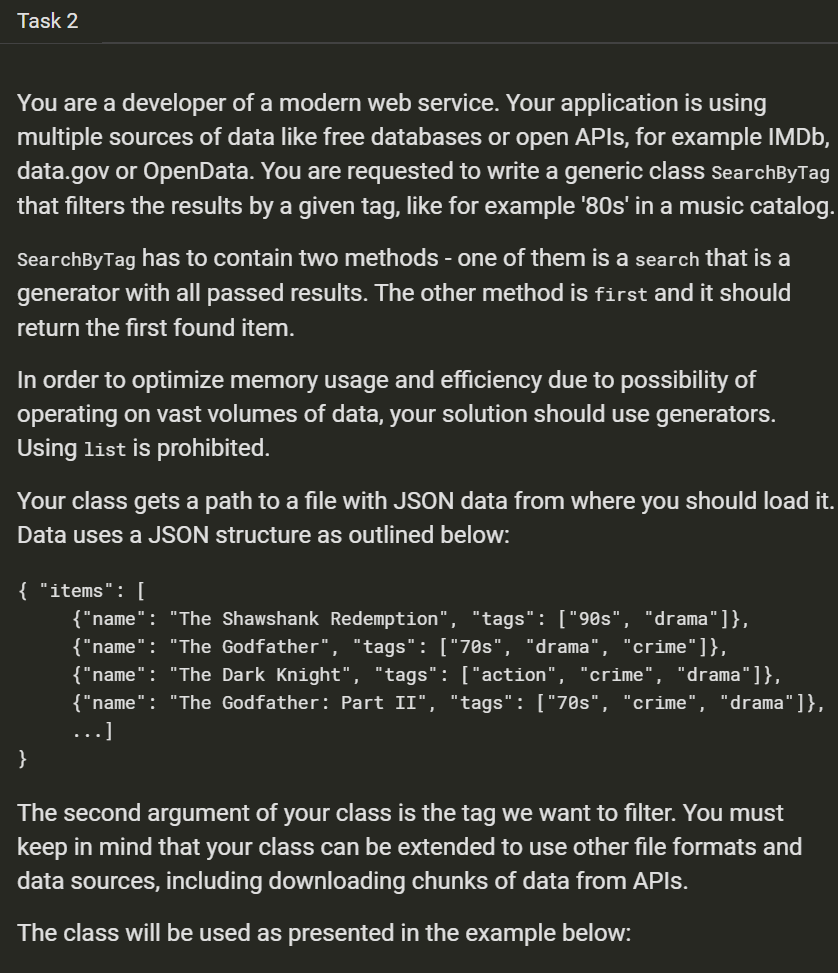 Task 2
You are a developer of a modern web service. Your application is using
multiple sources of data like free databases or open APIs, for example IMDb,
data.gov or OpenData. You are requested to write a generic class SearchByTag
that filters the results by a given tag, like for example '80s' in a music catalog.
SearchByTag has to contain two methods - one of them is a search that is a
generator with all passed results. The other method is first and it should
return the first found item.
In order to optimize memory usage and efficiency due to possibility of
operating on vast volumes of data, your solution should use generators.
Using list is prohibited.
Your class gets a path to a file with JSON data from where you should load it.
Data uses a JSON structure as outlined below:
{ "items": [
     {"name": "The Shawshank Redemption", "tags": ["90s", "drama"]},
     {"name": "The Godfather", "tags": ["70s", "drama", "crime"]},
     {"name": "The Dark Knight", "tags": ["action", "crime", "drama"]},
     {"name": "The Godfather: Part II", "tags": ["70s", "crime", "drama"]},
     ...]
}
The second argument of your class is the tag we want to filter. You must
keep in mind that your class can be extended to use other file formats and
data sources, including downloading chunks of data from APIs.
The class will be used as presented in the example below: